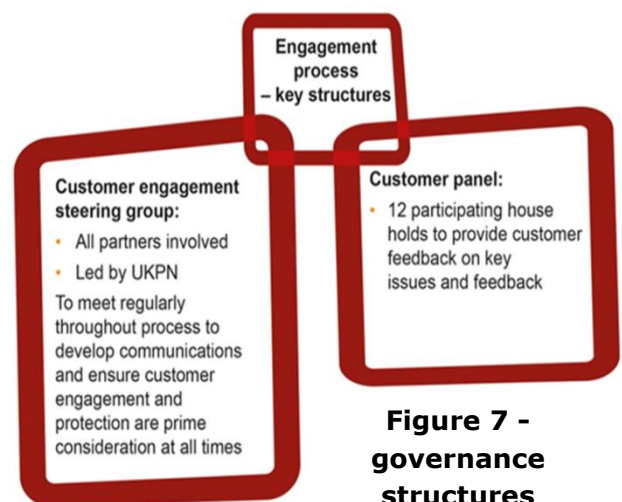 Engagement
process
– key structures
Customer engagement
steering group:
• All partners involved
• Led by UKPN
To meet regularly
throughout process to
develop communications
and ensure customer
engagement and
protection are prime
consideration at all times
Customer panel:
• 12 participating house
holds to provide customer
feedback on key
issues and feedback
Figure 7 -
governance
structures